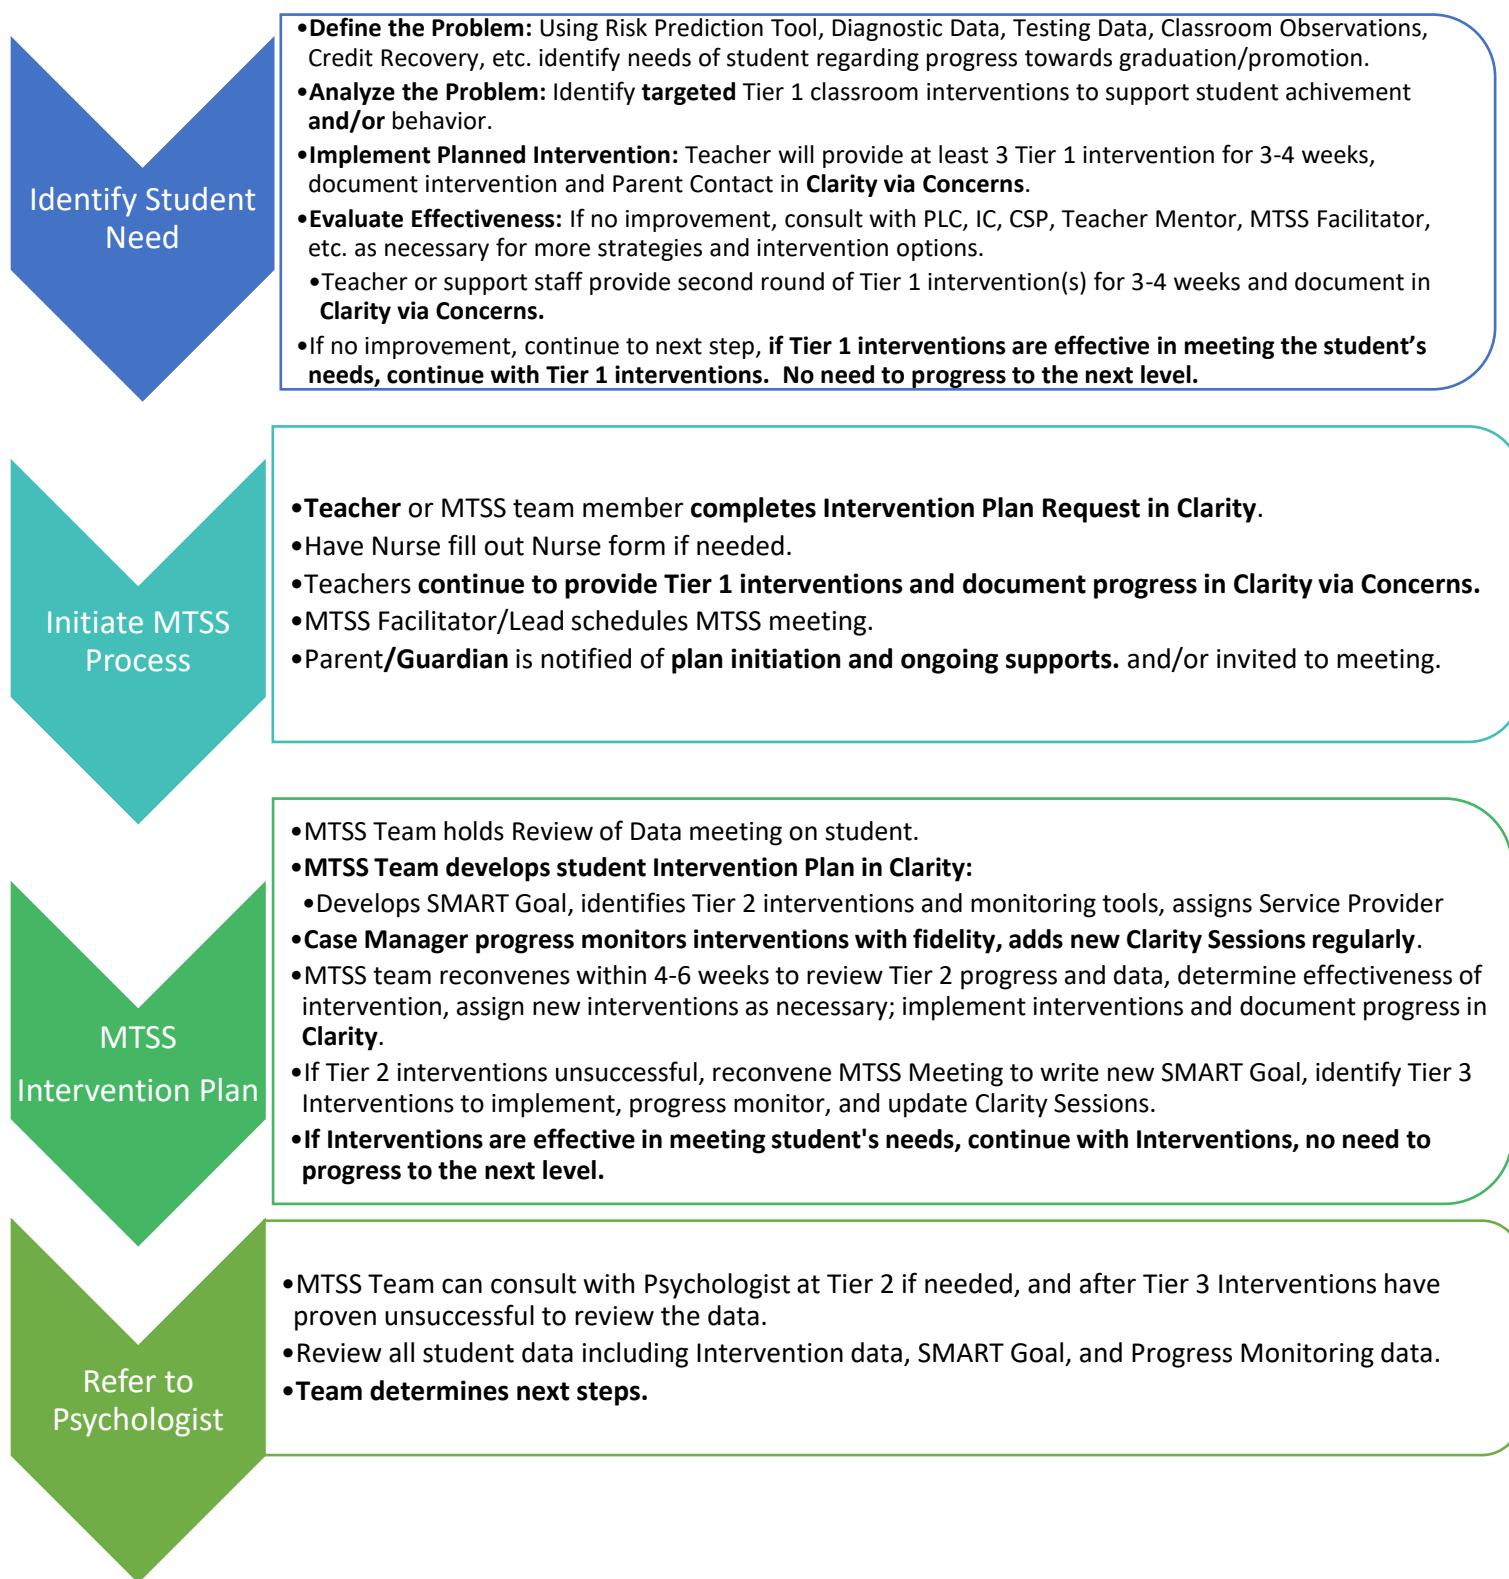 Identify Student
Need
•Define the Problem: Using Risk Prediction Tool, Diagnostic Data, Testing Data, Classroom Observations,
Credit Recovery, etc. identify needs of student regarding progress towards graduation/promotion.
•Analyze the Problem: Identify targeted Tier 1 classroom interventions to support student achivement
and/or behavior.
•Implement Planned Intervention: Teacher will provide at least 3 Tier 1 intervention for 3-4 weeks,
document intervention and Parent Contact in Clarity via Concerns.
•Evaluate Effectiveness: If no improvement, consult with PLC, IC, CSP, Teacher Mentor, MTSS Facilitator,
etc. as necessary for more strategies and intervention options.
•Teacher or support staff provide second round of Tier 1 intervention(s) for 3-4 weeks and document in
Clarity via Concerns.
•If no improvement, continue to next step, if Tier 1 interventions are effective in meeting the student’s
needs, continue with Tier 1 interventions.  No need to progress to the next level.
Initiate MTSS
Process
•Teacher or MTSS team member completes Intervention Plan Request in Clarity.
•Have Nurse fill out Nurse form if needed.
•Teachers continue to provide Tier 1 interventions and document progress in Clarity via Concerns.
•MTSS Facilitator/Lead schedules MTSS meeting.
•Parent/Guardian is notified of plan initiation and ongoing supports. and/or invited to meeting.
MTSS
Intervention Plan
•MTSS Team holds Review of Data meeting on student.
•MTSS Team develops student Intervention Plan in Clarity:
•Develops SMART Goal, identifies Tier 2 interventions and monitoring tools, assigns Service Provider
•Case Manager progress monitors interventions with fidelity, adds new Clarity Sessions regularly.
•MTSS team reconvenes within 4-6 weeks to review Tier 2 progress and data, determine effectiveness of
intervention, assign new interventions as necessary; implement interventions and document progress in
Clarity.
•If Tier 2 interventions unsuccessful, reconvene MTSS Meeting to write new SMART Goal, identify Tier 3
Interventions to implement, progress monitor, and update Clarity Sessions.
•If Interventions are effective in meeting student's needs, continue with Interventions, no need to
progress to the next level.
Refer to
Psychologist
•MTSS Team can consult with Psychologist at Tier 2 if needed, and after Tier 3 Interventions have
proven unsuccessful to review the data.
•Review all student data including Intervention data, SMART Goal, and Progress Monitoring data.
•Team determines next steps.